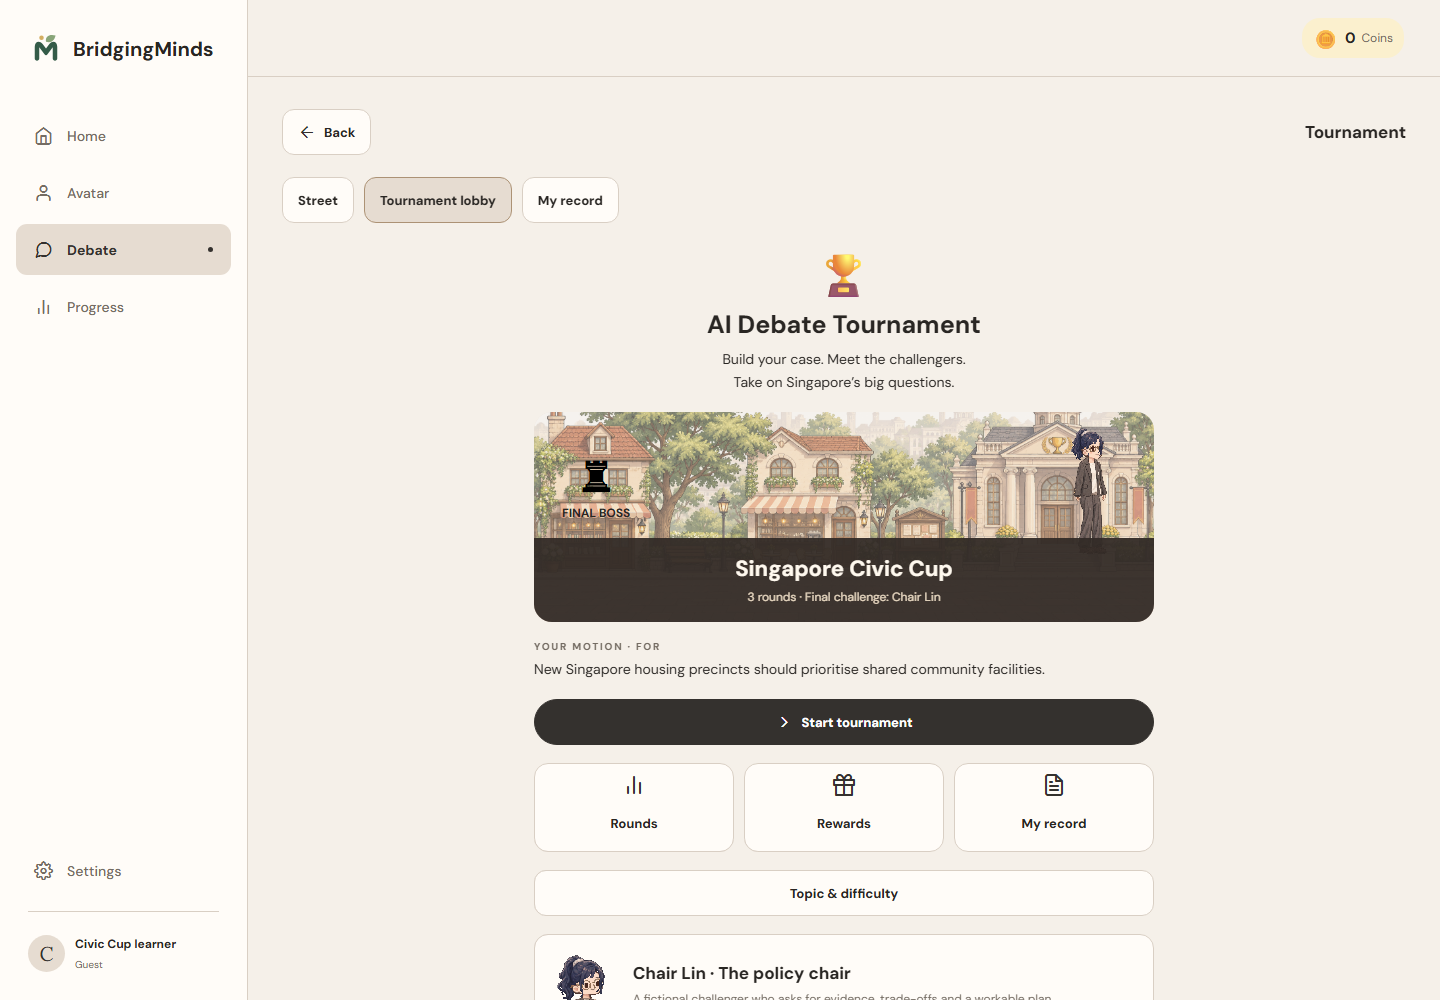 BridgingMinds
0 Coins
Home
Avatar
Debate
Progress
Settings
C
Civic Cup learner
Guest
Back
Tournament
Street
Tournament lobby
My record
AI Debate Tournament
Build your case. Meet the challengers.
Take on Singapore’s big questions.
FINAL BOSS
Singapore Civic Cup
3 rounds · Final challenge: Chair Lin
YOUR MOTION · FOR
New Singapore housing precincts should prioritise shared community facilities.
Start tournament
Rounds
Rewards
My record
Topic & difficulty
Chair Lin · The policy chair
A fictional challenger who asks for evidence, trade-offs and a workable plan.